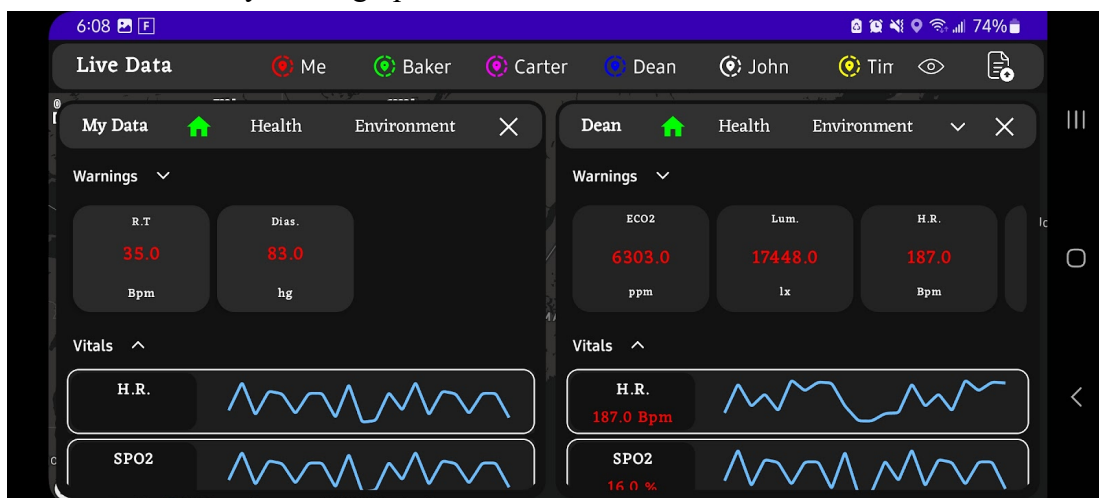 6:08 F 74%
Live Data Me Baker Carter Dean John Tim
My Data Health Environment
Warnings
R.T Dias.
35.0 83.0
Bpm hg
Vitals
H.R.
SPO2
Dean Health Environment
Warnings
ECO2 Lum. H.R.
6303.0 17448.0 187.0
ppm lx Bpm
Vitals
H.R.
187.0 Bpm
SPO2
16.0 %